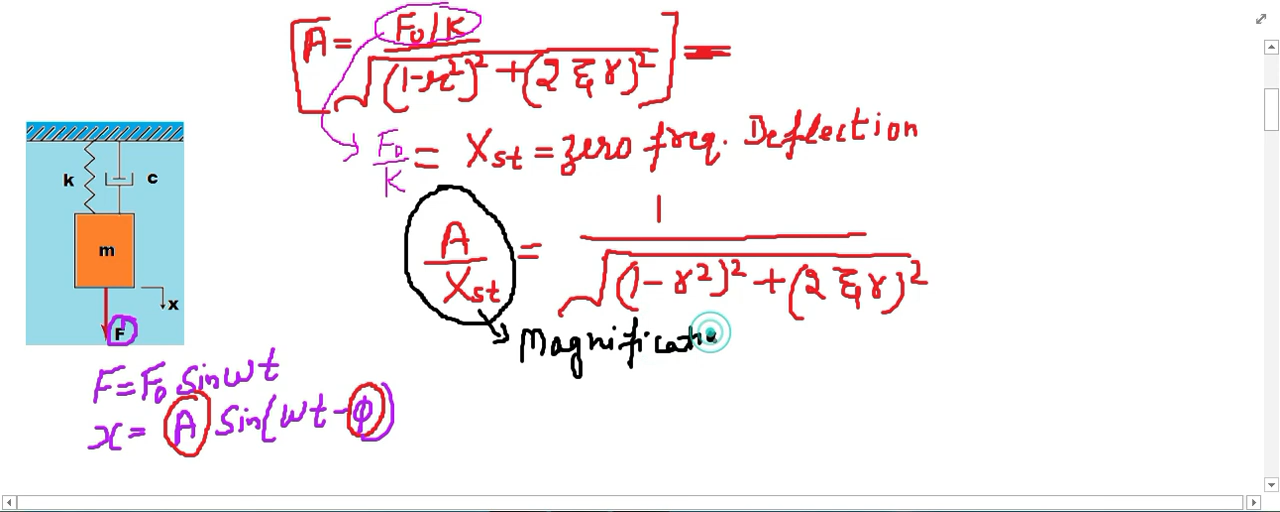 A = F₀/K / √((1-r²)² + (2ξr)²) =
F₀/K = Xst = zero freq. Deflection
k c
m
A/Xst = 1 / √((1-r²)² + (2ξr)²)
x
F
Magnificatio
F = F₀ Sinωt
x = A Sin(ωt-φ)